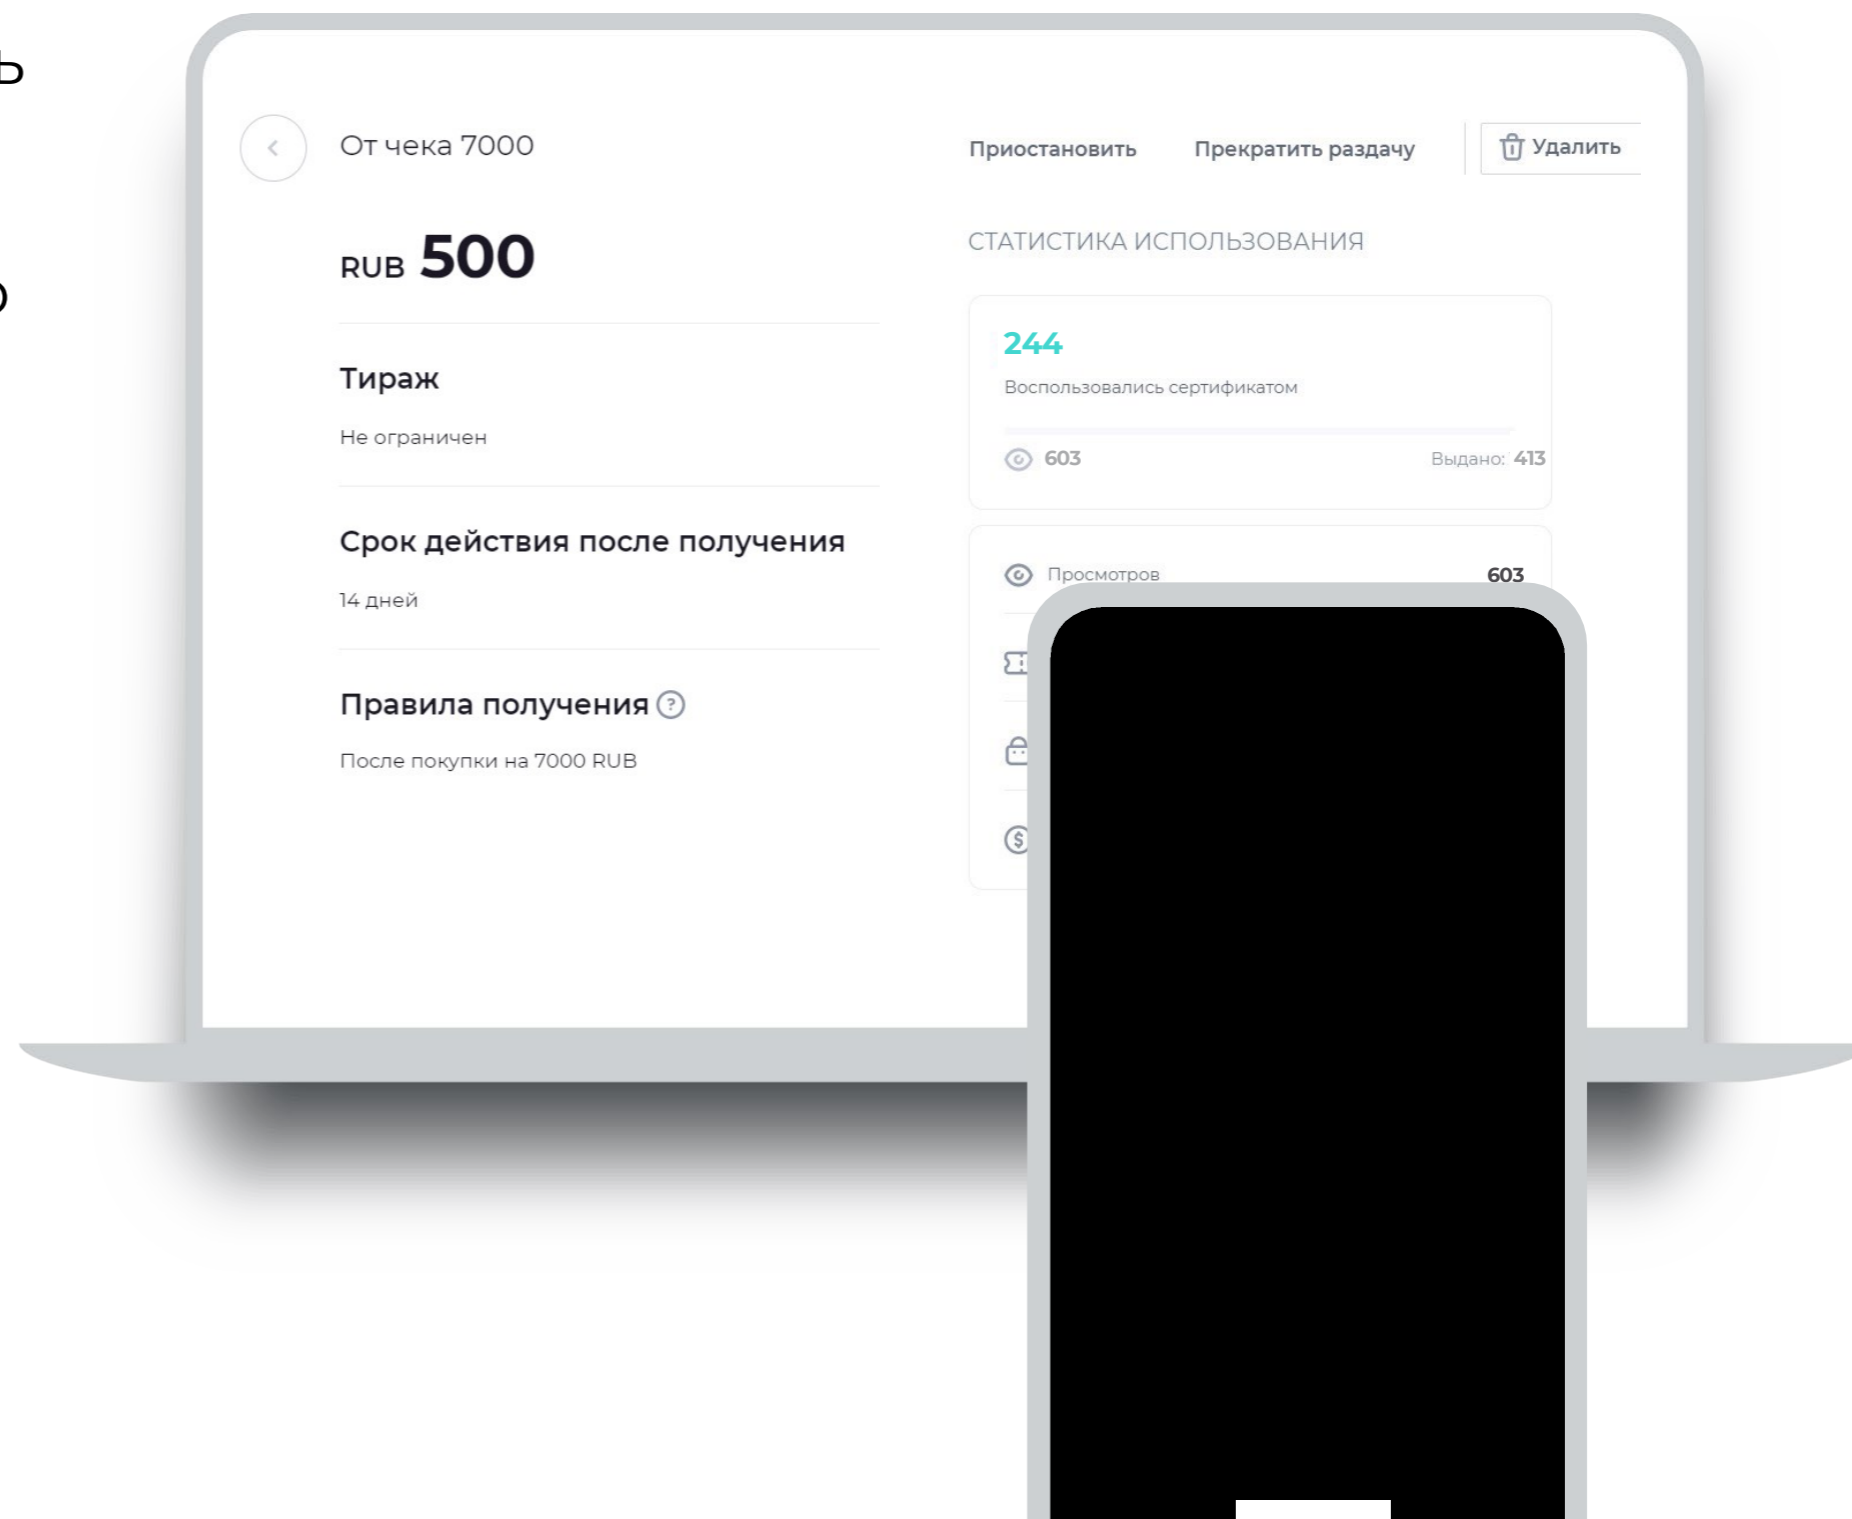 ь
От чека 7000
Приостановить Прекратить раздачу Удалить
RUB 500
Тираж
Не ограничен
Срок действия после получения
14 дней
Правила получения ?
После покупки на 7000 RUB
СТАТИСТИКА ИСПОЛЬЗОВАНИЯ
244
Воспользовались сертификатом
603 Выдано: 413
Просмотров 603